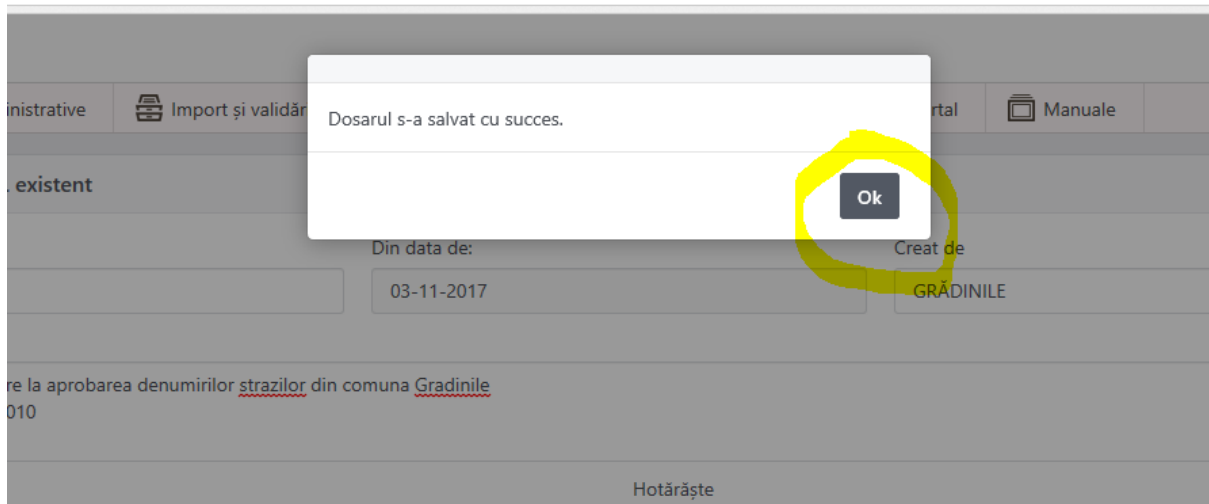 inistrative Import și validăr rtal Manuale
Dosarul s-a salvat cu succes.
Ok
existent
Din data de: Creat de
03-11-2017 GRĂDINILE
re la aprobarea denumirilor strazilor din comuna Gradinile
010
Hotărăște